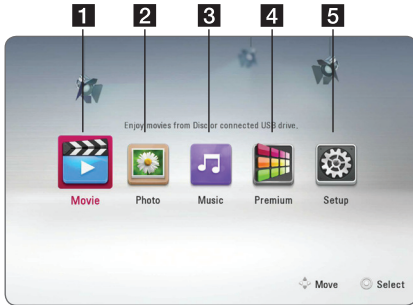 1 2 3 4 5
Enjoy movies from Disc or connected USB drive.
Movie Photo Music Premium Setup
Move Select